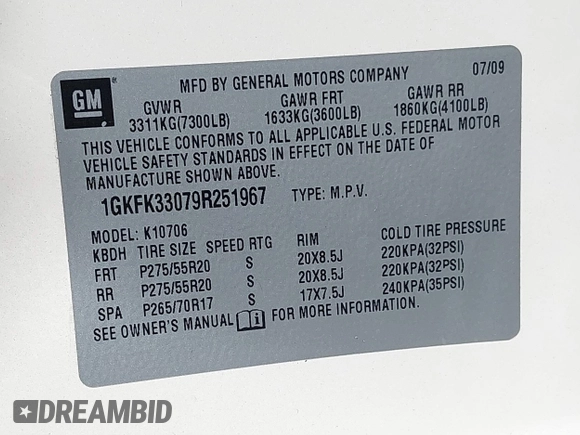 GM
MFD BY GENERAL MOTORS COMPANY 07/09
GVWR GAWR FRT GAWR RR
3311KG(7300LB) 1633KG(3600LB) 1860KG(4100LB)
THIS VEHICLE CONFORMS TO ALL APPLICABLE U.S. FEDERAL MOTOR
VEHICLE SAFETY STANDARDS IN EFFECT ON THE DATE OF
MANUFACTURE SHOWN ABOVE.
1GKFK33079R251967 TYPE: M.P.V.
MODEL: K10706
KBDH TIRE SIZE SPEED RTG RIM COLD TIRE PRESSURE
FRT P275/55R20 S 20X8.5J 220KPA(32PSI)
RR P275/55R20 S 20X8.5J 220KPA(32PSI)
SPA P265/70R17 S 17X7.5J 240KPA(35PSI)
SEE OWNER'S MANUAL FOR MORE INFORMATION.
DREAMBID